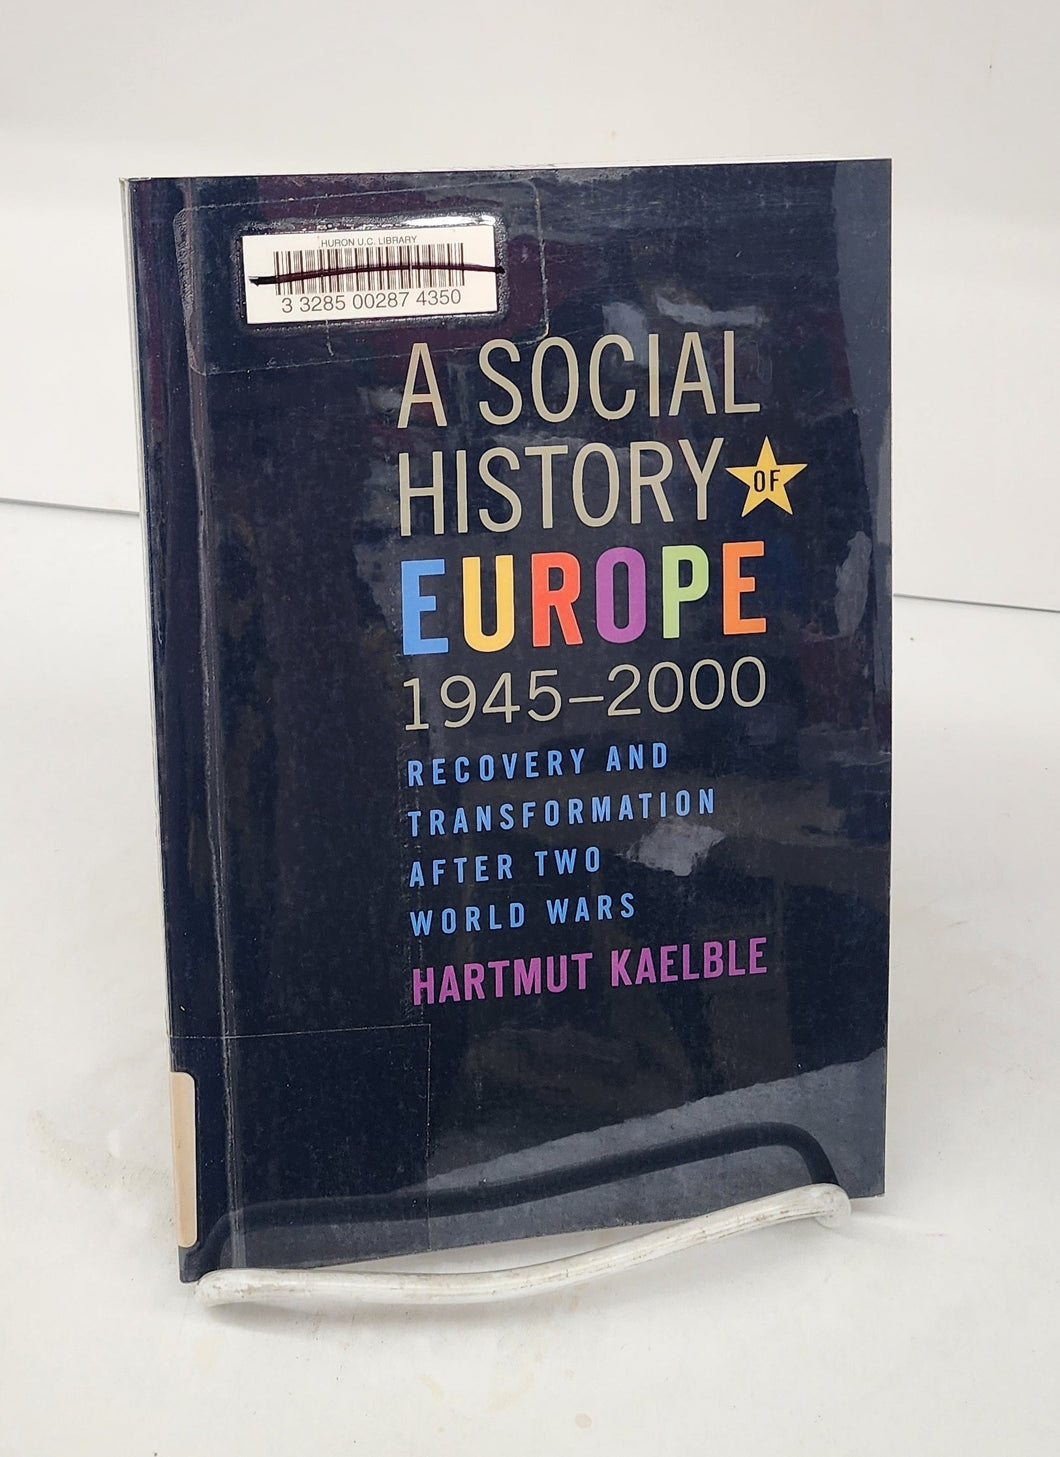 HURON U.C. LIBRARY
3 3285 00287 4350
A SOCIAL
HISTORY OF
EUROPE
1945–2000
RECOVERY AND
TRANSFORMATION
AFTER TWO
WORLD WARS
HARTMUT KAELBLE